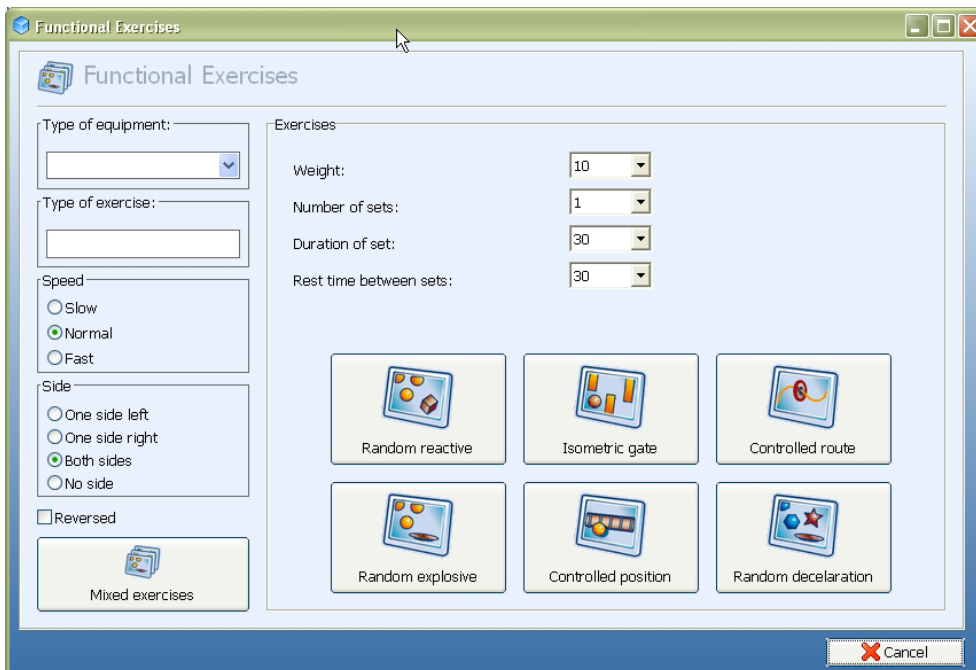 Functional Exercises
Functional Exercises
Type of equipment:
Type of exercise:
Speed
Slow
Normal
Fast
Side
One side left
One side right
Both sides
No side
Reversed
Mixed exercises
Exercises
Weight: 10
Number of sets: 1
Duration of set: 30
Rest time between sets: 30
Random reactive
Isometric gate
Controlled route
Random explosive
Controlled position
Random decelaration
Cancel